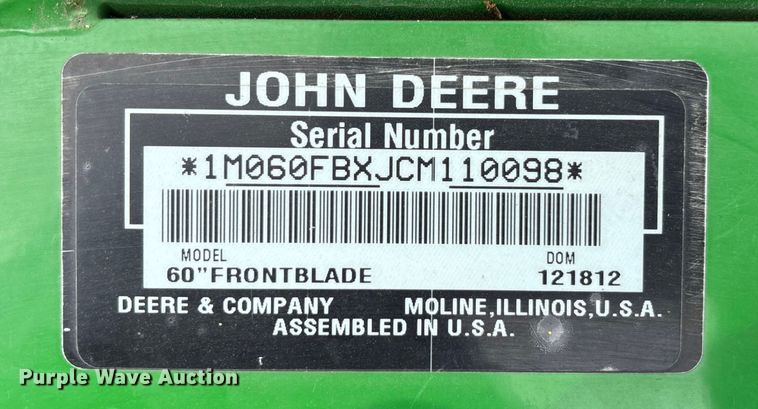 JOHN DEERE
Serial Number
*1M060FBXJCM110098*
MODEL DOM
60"FRONTBLADE 121812
DEERE & COMPANY MOLINE,ILLINOIS,U.S.A.
ASSEMBLED IN U.S.A.
Purple Wave Auction